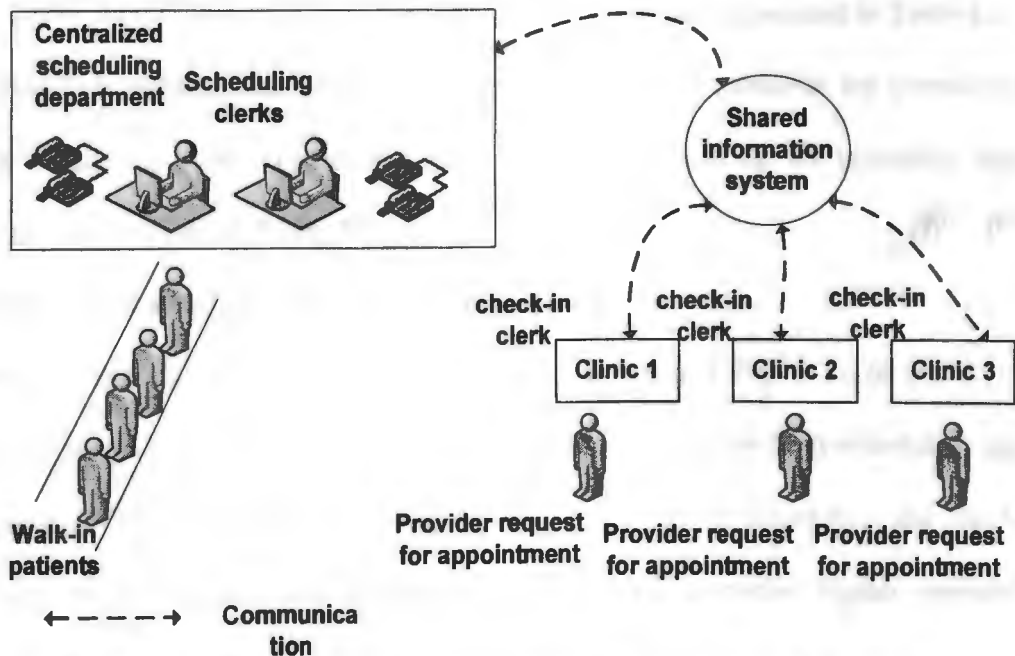 Centralized
scheduling
department
Scheduling
clerks
Shared
information
system
check-in
clerk
check-in
clerk
check-in
clerk
Clinic 1
Clinic 2
Clinic 3
Provider request
for appointment
Provider request
for appointment
Provider request
for appointment
Walk-in
patients
Communica
tion